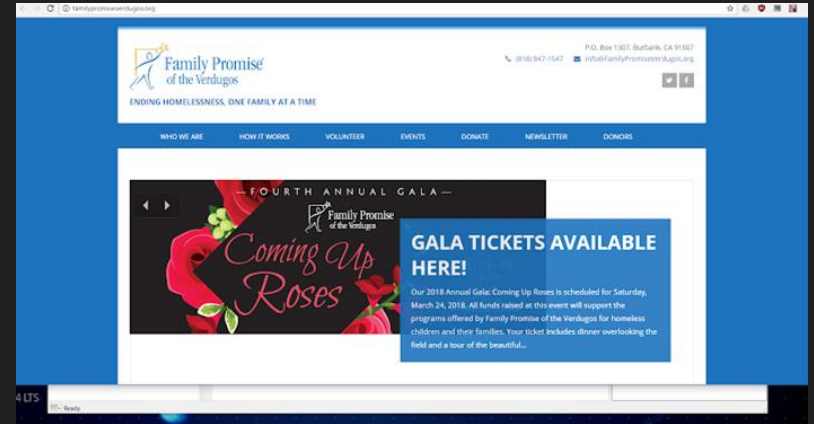 familypromiseverdugos.org
Family Promise®
of the Verdugos
ENDING HOMELESSNESS, ONE FAMILY AT A TIME
P.O. Box 1307, Burbank, CA 91507
(818) 847-1547 info@FamilyPromiseVerdugos.org
WHO WE ARE HOW IT WORKS VOLUNTEER EVENTS DONATE NEWSLETTER DONORS
—FOURTH ANNUAL GALA—
Family Promise
of the Verdugos
Coming Up
Roses
GALA TICKETS AVAILABLE
HERE!
Our 2018 Annual Gala: Coming Up Roses is scheduled for Saturday,
March 24, 2018. All funds raised at this event will support the
programs offered by Family Promise of the Verdugos for homeless
children and their families. Your ticket includes dinner overlooking the
field and a tour of the beautiful...
4 LTS
Ready